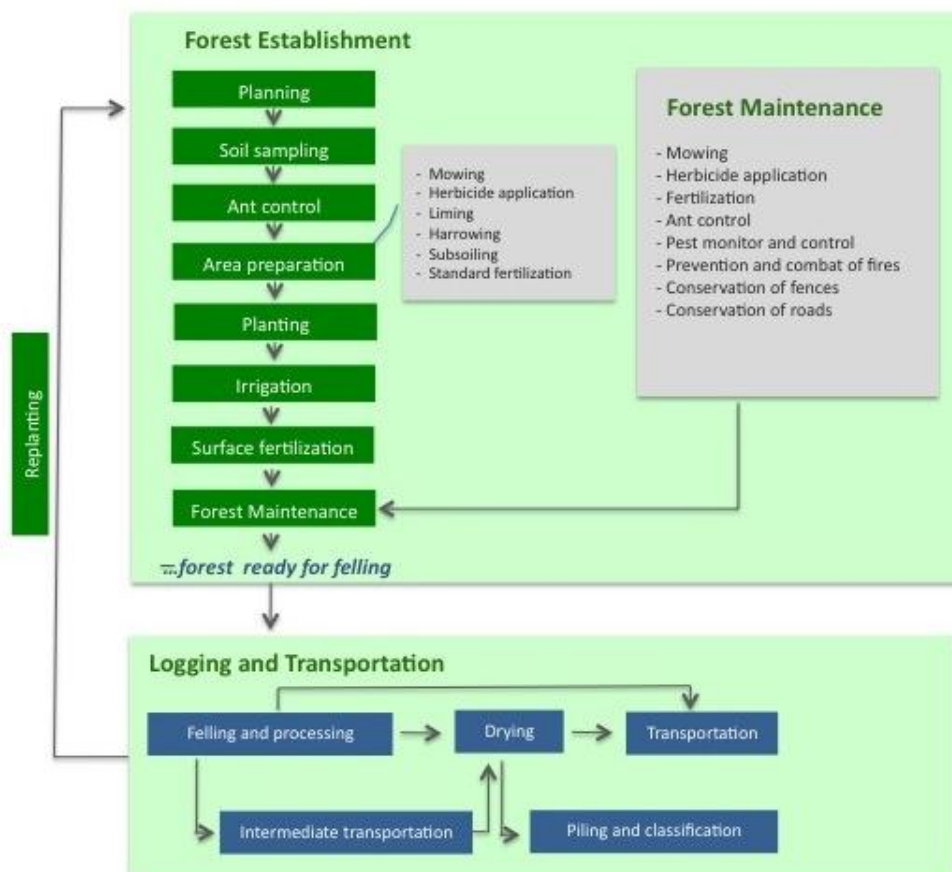 Forest Establishment
Planning
Soil sampling
Ant control
Area preparation
Planting
Irrigation
Surface fertilization
Forest Maintenance
...forest ready for felling
- Mowing
- Herbicide application
- Liming
- Harrowing
- Subsoiling
- Standard fertilization
Forest Maintenance
- Mowing
- Herbicide application
- Fertilization
- Ant control
- Pest monitor and control
- Prevention and combat of fires
- Conservation of fences
- Conservation of roads
Replanting
Logging and Transportation
Felling and processing
Drying
Transportation
Intermediate transportation
Piling and classification